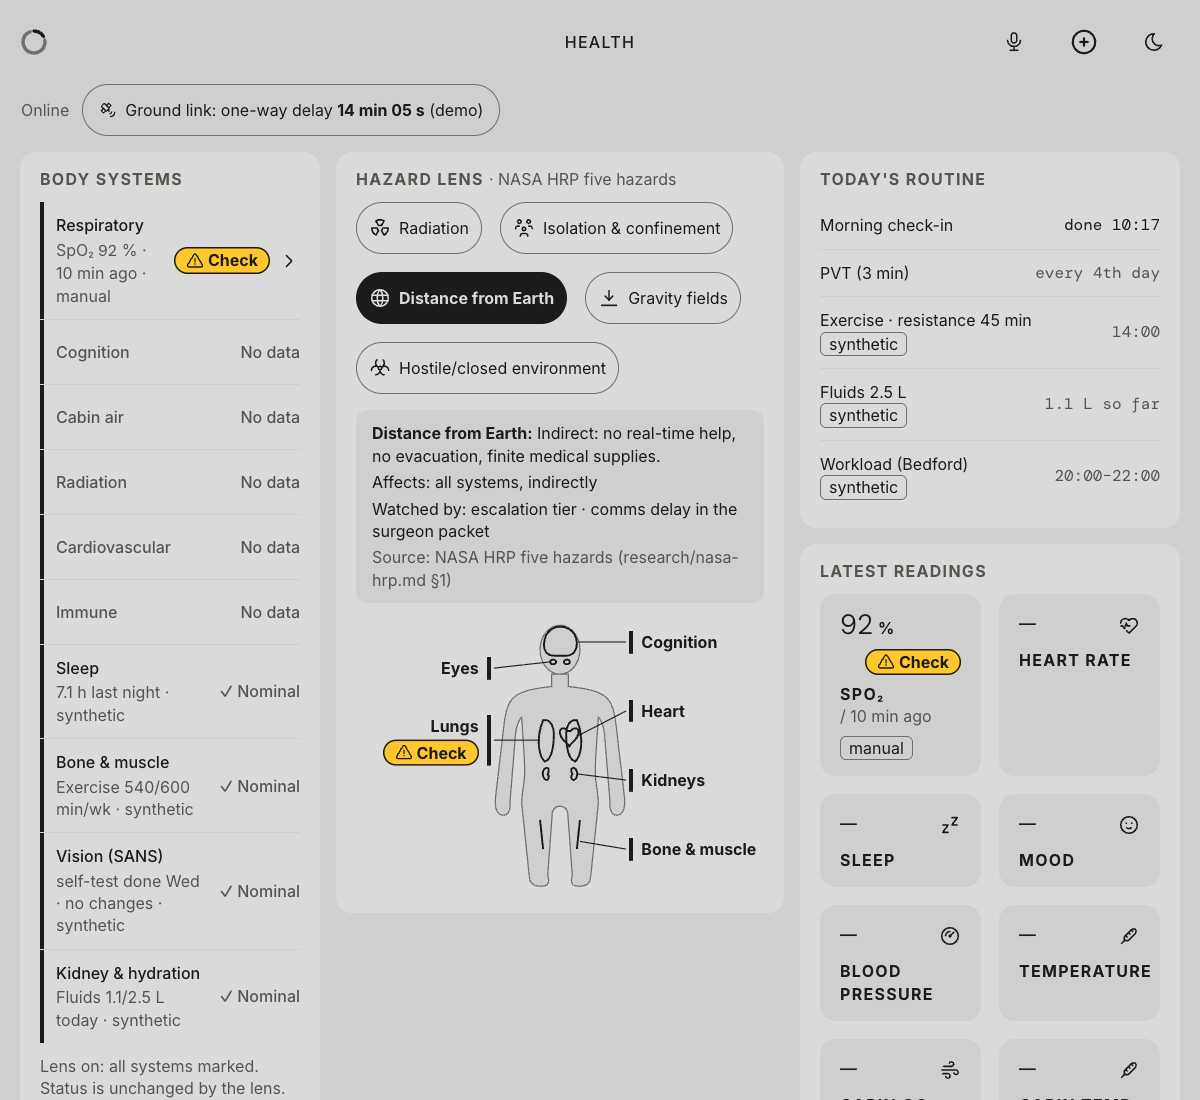 HEALTH
Online
Ground link: one-way delay 14 min 05 s (demo)
BODY SYSTEMS
Respiratory
SpO₂ 92 % ·
10 min ago ·
manual
Check
Cognition
No data
Cabin air
No data
Radiation
No data
Cardiovascular
No data
Immune
No data
Sleep
7.1 h last night ·
synthetic
✓ Nominal
Bone & muscle
Exercise 540/600
min/wk · synthetic
✓ Nominal
Vision (SANS)
self-test done Wed
· no changes ·
synthetic
✓ Nominal
Kidney & hydration
Fluids 1.1/2.5 L
today · synthetic
✓ Nominal
Lens on: all systems marked.
Status is unchanged by the lens.
HAZARD LENS · NASA HRP five hazards
Radiation
Isolation & confinement
Distance from Earth
Gravity fields
Hostile/closed environment
Distance from Earth: Indirect: no real-time help,
no evacuation, finite medical supplies.
Affects: all systems, indirectly
Watched by: escalation tier · comms delay in the
surgeon packet
Source: NASA HRP five hazards (research/nasa-
hrp.md §1)
Cognition
Eyes
Heart
Lungs
Check
Kidneys
Bone & muscle
TODAY'S ROUTINE
Morning check-in
done 10:17
PVT (3 min)
every 4th day
Exercise · resistance 45 min
synthetic
14:00
Fluids 2.5 L
synthetic
1.1 L so far
Workload (Bedford)
synthetic
20:00–22:00
LATEST READINGS
92 %
Check
SPO₂
/ 10 min ago
manual
—
HEART RATE
—
SLEEP
—
MOOD
—
BLOOD
PRESSURE
—
TEMPERATURE
—
—